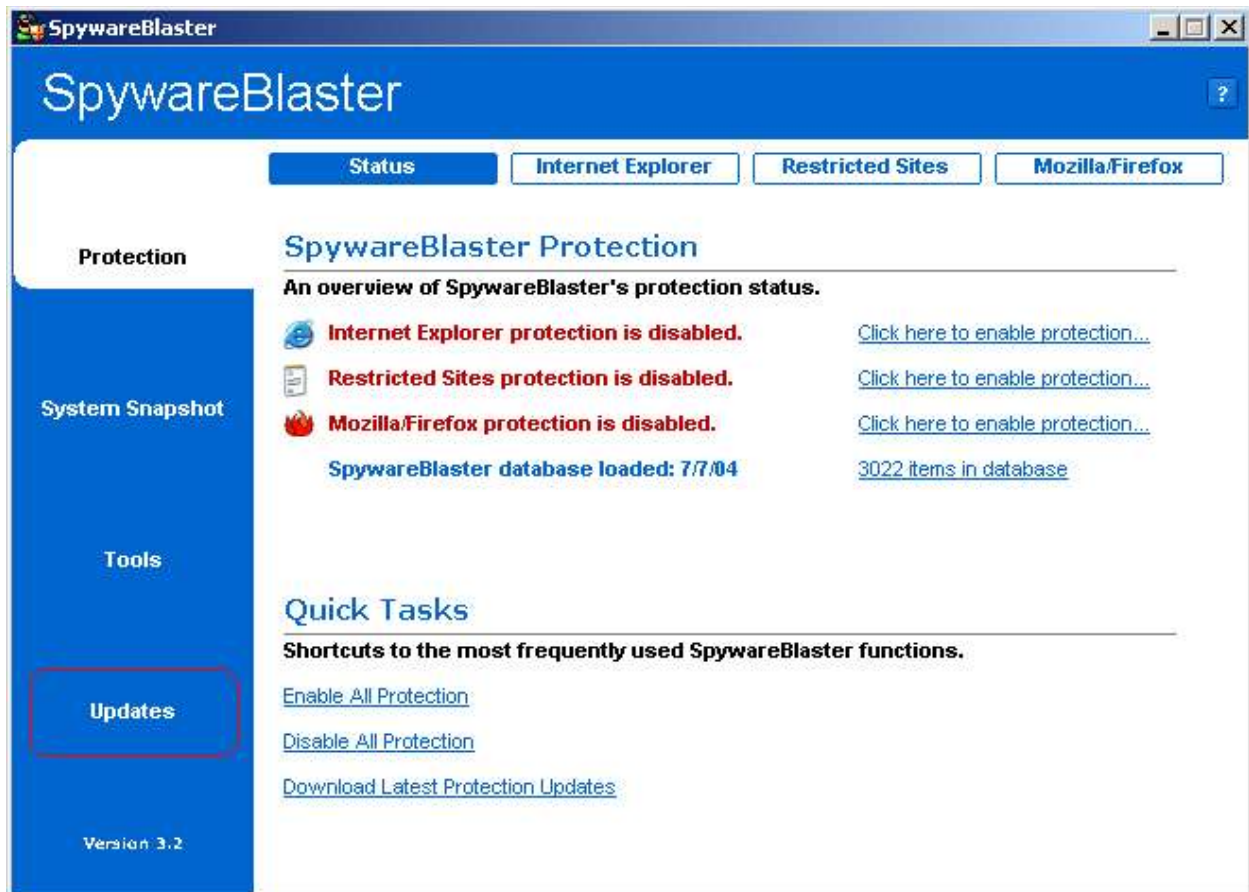 SpywareBlaster
SpywareBlaster
?
Status Internet Explorer Restricted Sites Mozilla/Firefox
Protection
System Snapshot
Tools
Updates
Version 3.2
SpywareBlaster Protection
An overview of SpywareBlaster's protection status.
Internet Explorer protection is disabled. Click here to enable protection...
Restricted Sites protection is disabled. Click here to enable protection...
Mozilla/Firefox protection is disabled. Click here to enable protection...
SpywareBlaster database loaded: 7/7/04 3022 items in database
Quick Tasks
Shortcuts to the most frequently used SpywareBlaster functions.
Enable All Protection
Disable All Protection
Download Latest Protection Updates